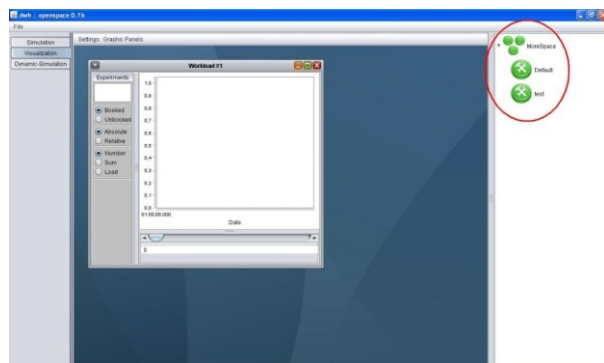 dwh | openspace 0.1b
File
Simulation
Visualization
Dynamic-Simulation
Settings Graphic Panels
Workload #1
Experiments
Booked
Unbooked
Absolute
Relative
Number
Sum
Load
1.0
0.9
0.8
0.7
0.6
0.5
0.4
0.3
0.2
0.1
0.0
01:00:00.000
Date
0
MoreSpace
Default
test